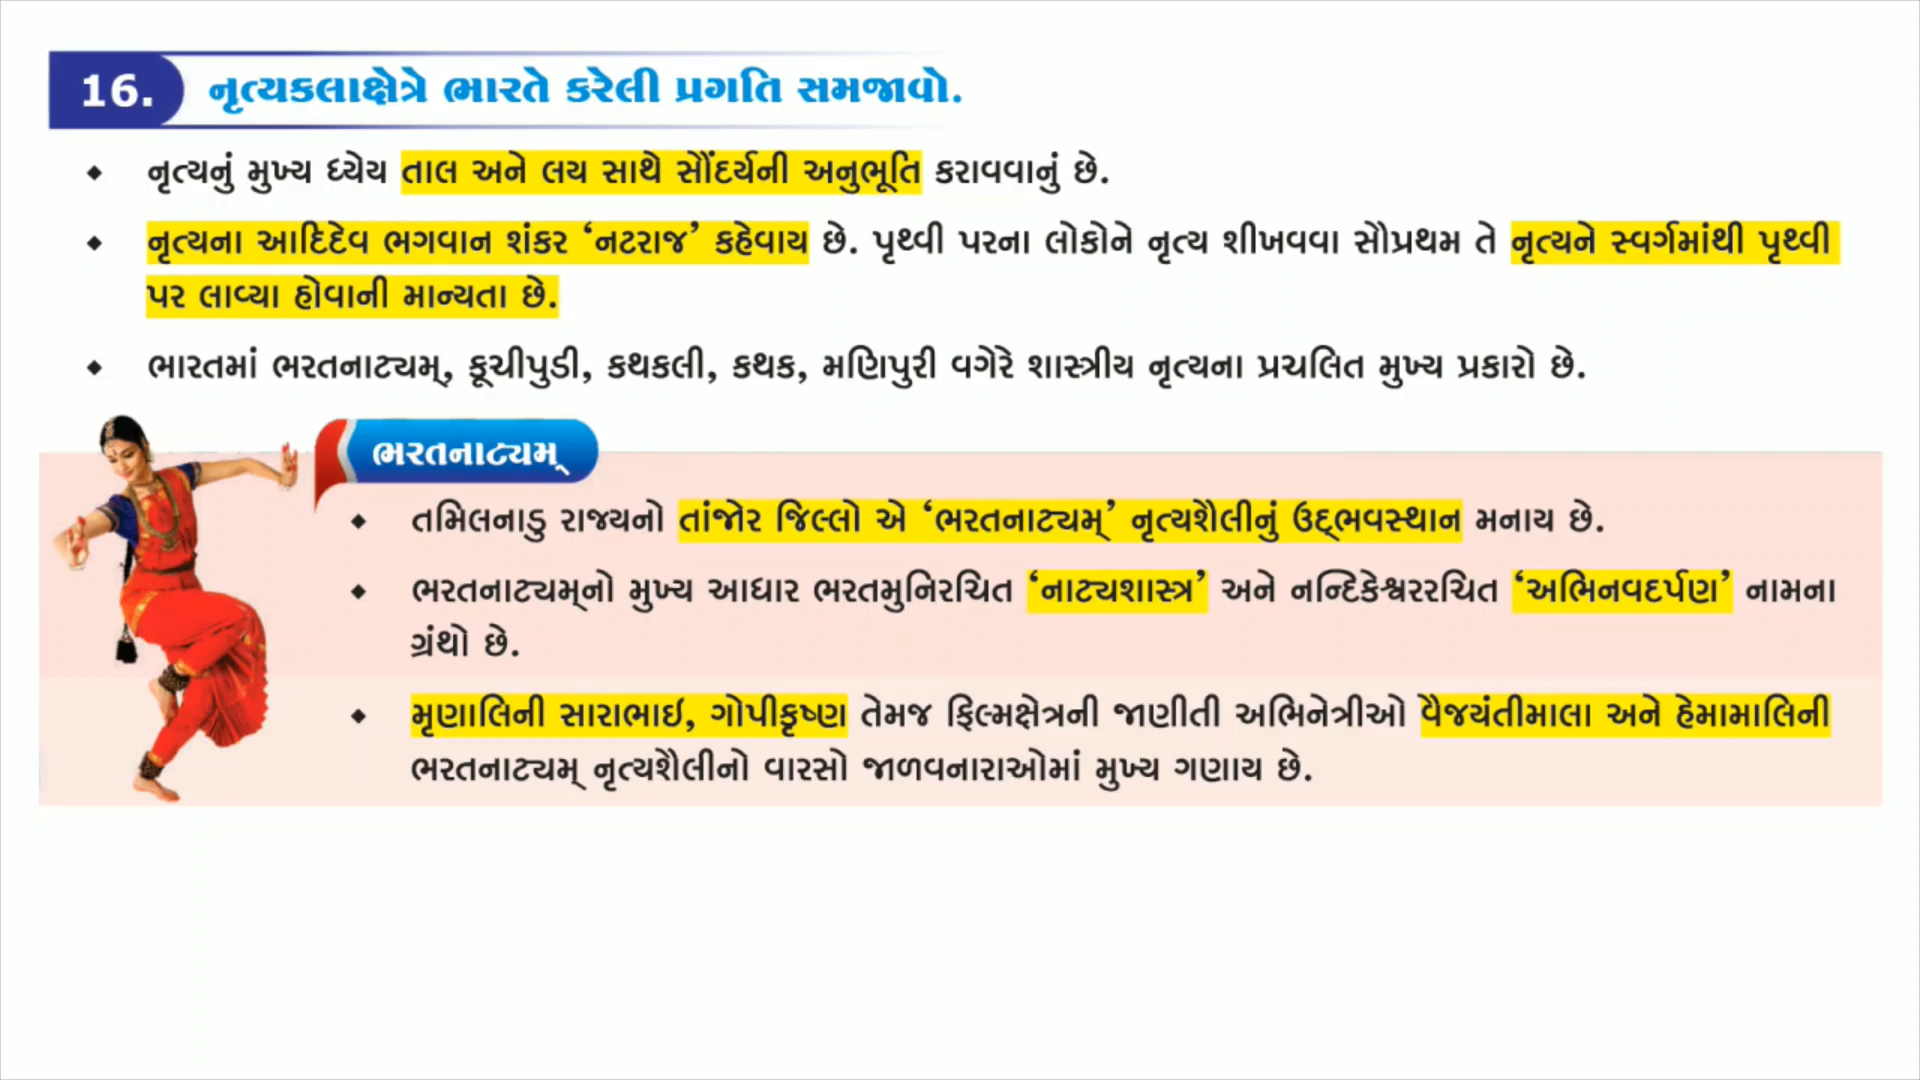 16. નૃત્યકલાક્ષેત્રે ભારતે કરેલી પ્રગતિ સમજાવો.
◆ નૃત્યનું મુખ્ય ધ્યેય તાલ અને લય સાથે સૌંદર્યની અનુભૂતિ કરાવવાનું છે.
◆ નૃત્યના આદિદેવ ભગવાન શંકર ‘નટરાજ’ કહેવાય છે. પૃથ્વી પરના લોકોને નૃત્ય શીખવવા સૌપ્રથમ તે નૃત્યને સ્વર્ગમાંથી પૃથ્વી
પર લાવ્યા હોવાની માન્યતા છે.
◆ ભારતમાં ભરતનાટ્યમ્, કૂચીપુડી, કથકલી, કથક, મણિપુરી વગેરે શાસ્ત્રીય નૃત્યના પ્રચલિત મુખ્ય પ્રકારો છે.
ભરતનાટ્યમ્
◆ તમિલનાડુ રાજ્યનો તાંજોર જિલ્લો એ ‘ભરતનાટ્યમ્’ નૃત્યશૈલીનું ઉદ્‌ભવસ્થાન મનાય છે.
◆ ભરતનાટ્યમ્‌નો મુખ્ય આધાર ભરતમુનિરચિત ‘નાટ્યશાસ્ત્ર’ અને નન્દિકેશ્વરરચિત ‘અભિનવદર્પણ’ નામના
ગ્રંથો છે.
◆ મૃણાલિની સારાભાઈ, ગોપીકૃષ્ણ તેમજ ફિલ્મક્ષેત્રની જાણીતી અભિનેત્રીઓ વૈજયંતીમાલા અને હેમામાલિની
ભરતનાટ્યમ્ નૃત્યશૈલીનો વારસો જાળવનારાઓમાં મુખ્ય ગણાય છે.